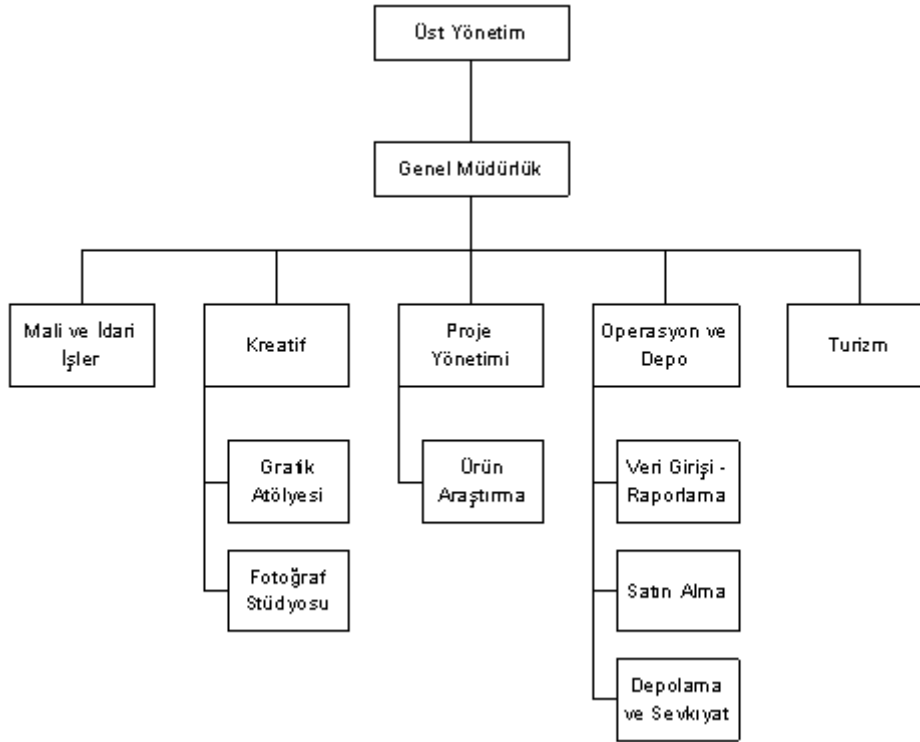 Üst Yönetim
Genel Müdürlük
Mali ve İdari
İşler
Kreatif
Proje
Yönetimi
Operasyon ve
Depo
Turizm
Grafik
Atölyesi
Fotoğraf
Stüdyosu
Ürün
Araştırma
Veri Girişi -
Raporlama
Satın Alma
Depolama
ve Sevkıyat